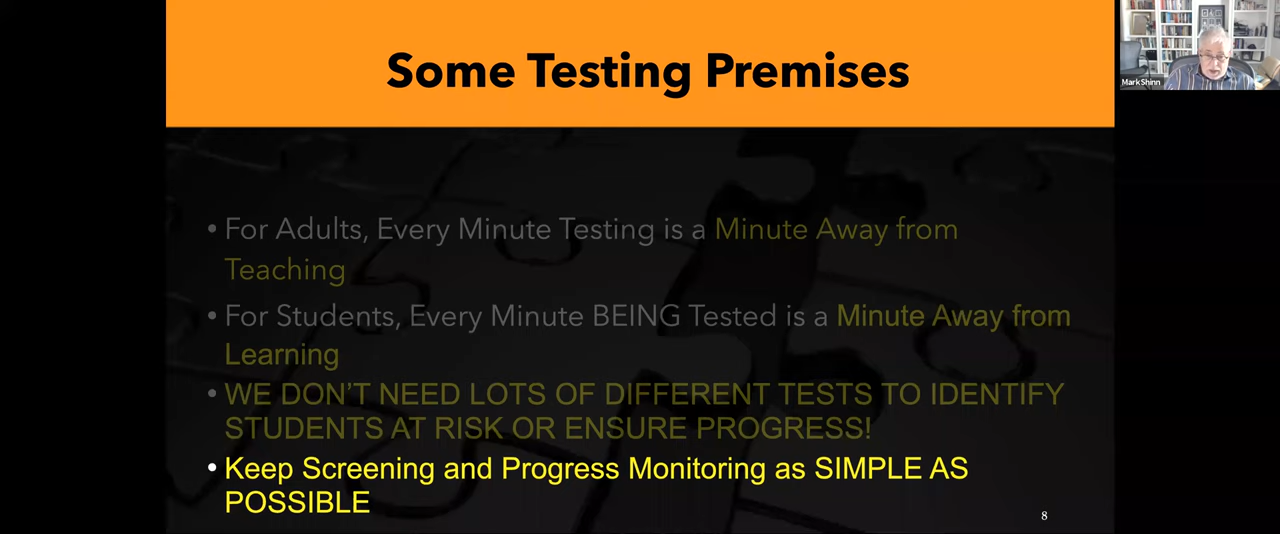 Some Testing Premises
Mark Shinn
• For Adults, Every Minute Testing is a Minute Away from
Teaching
• For Students, Every Minute BEING Tested is a Minute Away from
Learning
• WE DON’T NEED LOTS OF DIFFERENT TESTS TO IDENTIFY
STUDENTS AT RISK OR ENSURE PROGRESS!
• Keep Screening and Progress Monitoring as SIMPLE AS
POSSIBLE
8